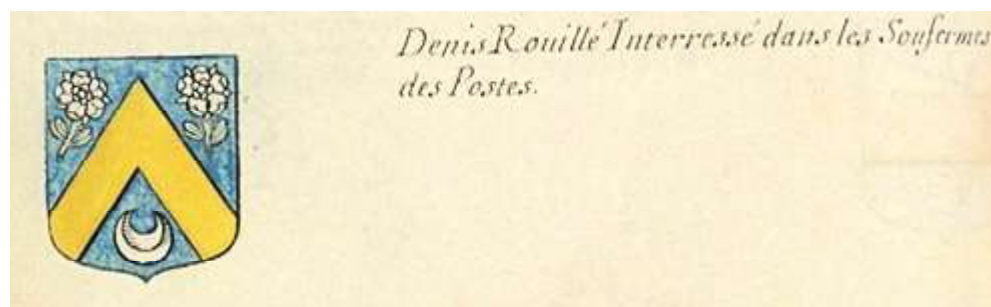 Denis Rouillé Interressé dans les Soufermes
des Postes.